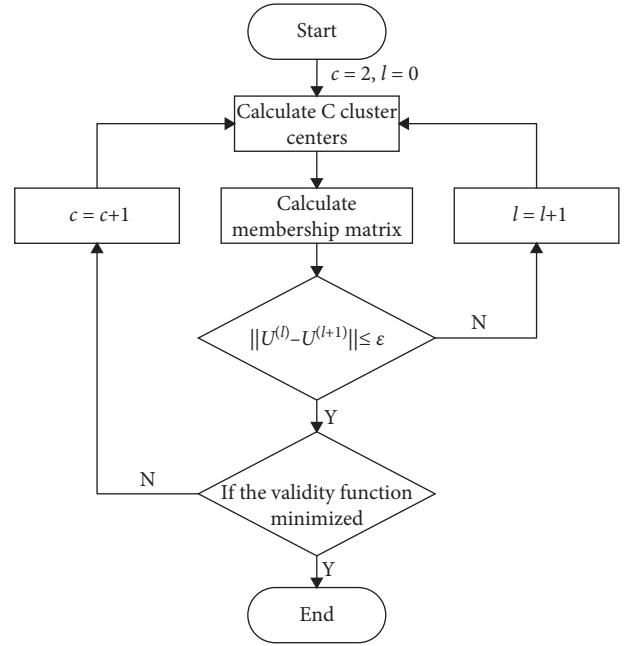 Start
c = 2, l = 0
Calculate C cluster
centers
c = c+1
Calculate
membership matrix
l = l+1
||U^(l)–U^(l+1)||≤ ε
N
Y
N
If the validity function
minimized
Y
End